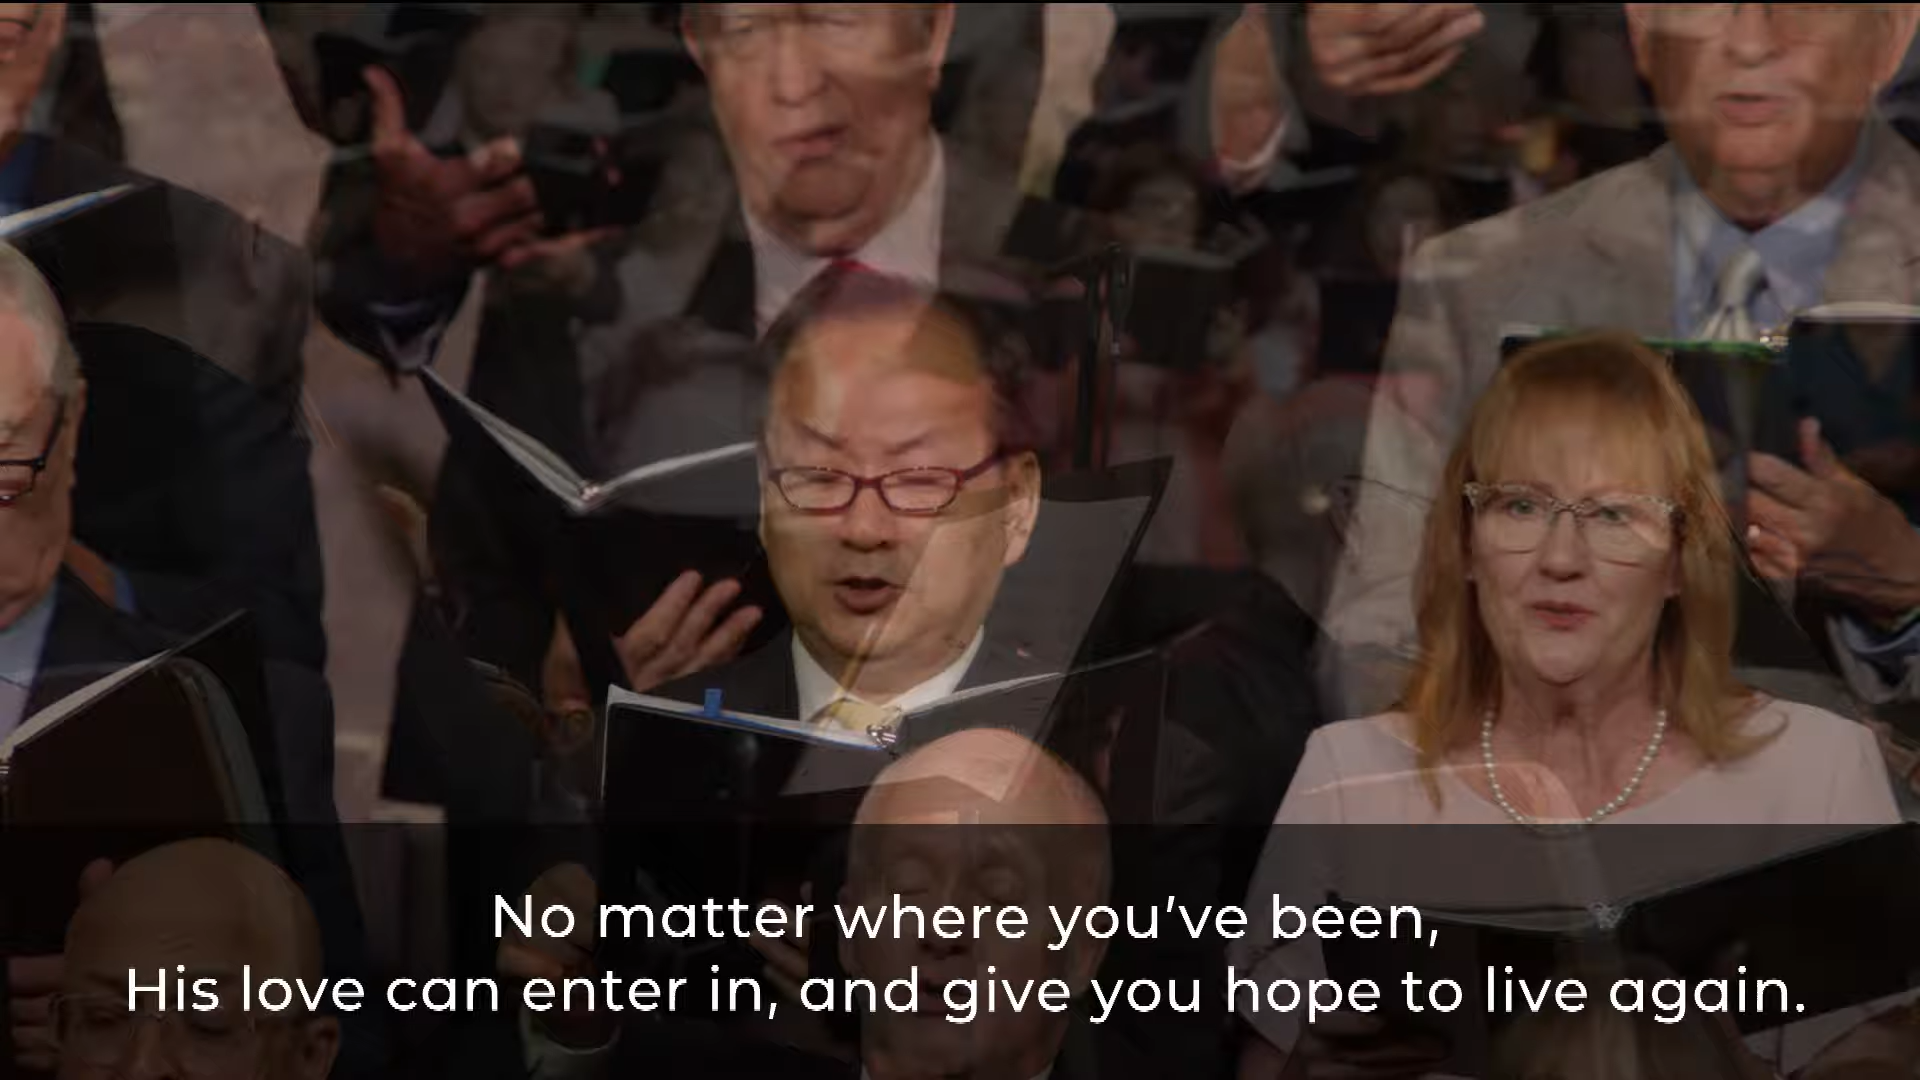 No matter where you've been,
His love can enter in, and give you hope to live again.